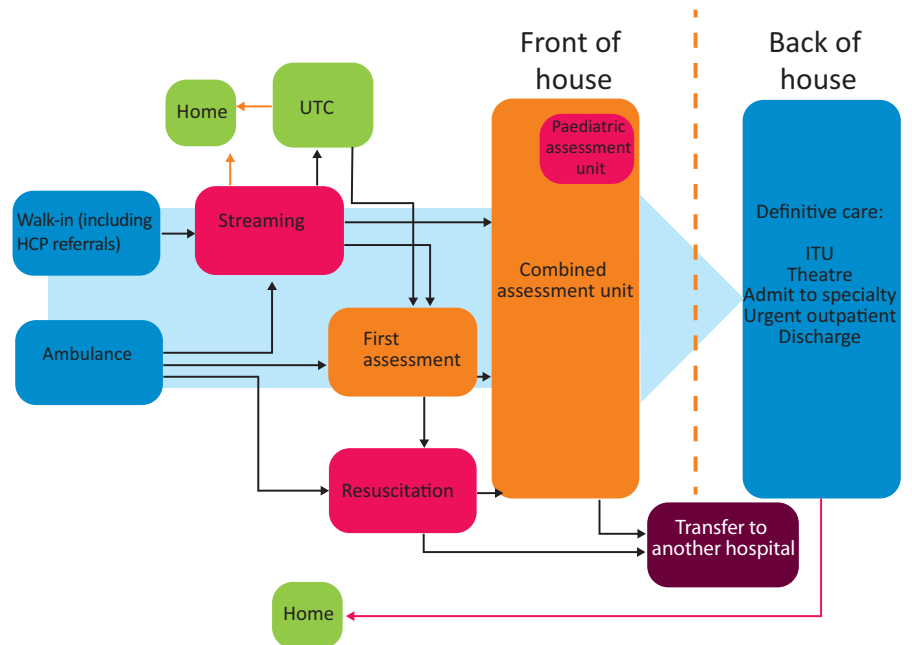 Front of
house
Back of
house
Home
UTC
Paediatric
assessment
unit
Walk-in (including
HCP referrals)
Streaming
Definitive care:
ITU
Theatre
Admit to specialty
Urgent outpatient
Discharge
Combined
assessment unit
Ambulance
First
assessment
Resuscitation
Transfer to
another hospital
Home